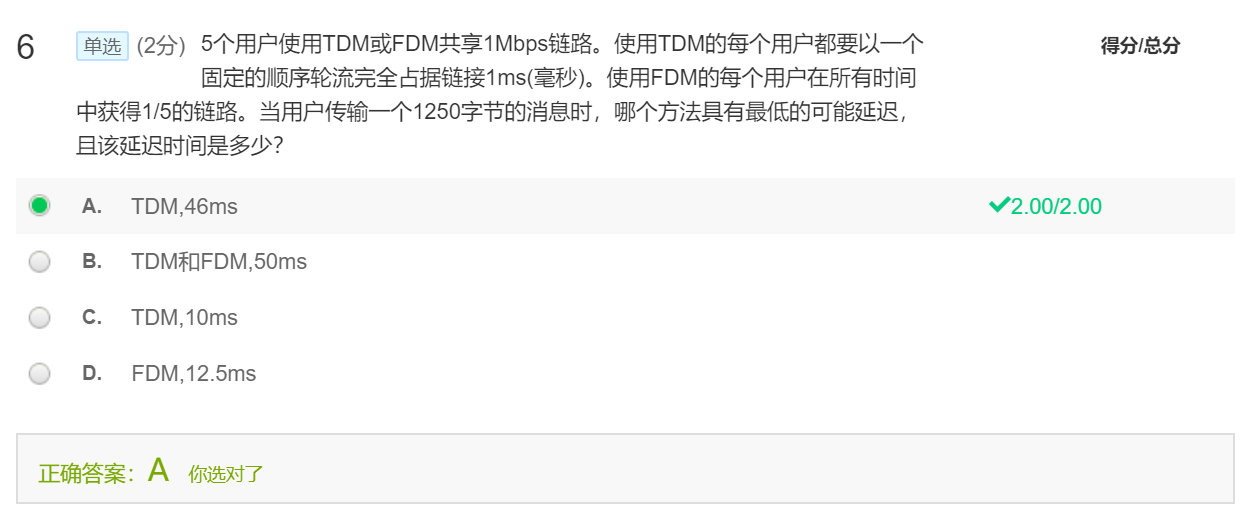 6 单选 (2分) 5个用户使用TDM或FDM共享1Mbps链路。使用TDM的每个用户都要以一个 得分/总分
固定的顺序轮流完全占据链接1ms(毫秒)。使用FDM的每个用户在所有时间
中获得1/5的链路。当用户传输一个1250字节的消息时，哪个方法具有最低的可能延迟，
且该延迟时间是多少？
A. TDM,46ms 2.00/2.00
B. TDM和FDM,50ms
C. TDM,10ms
D. FDM,12.5ms
正确答案：A 你选对了